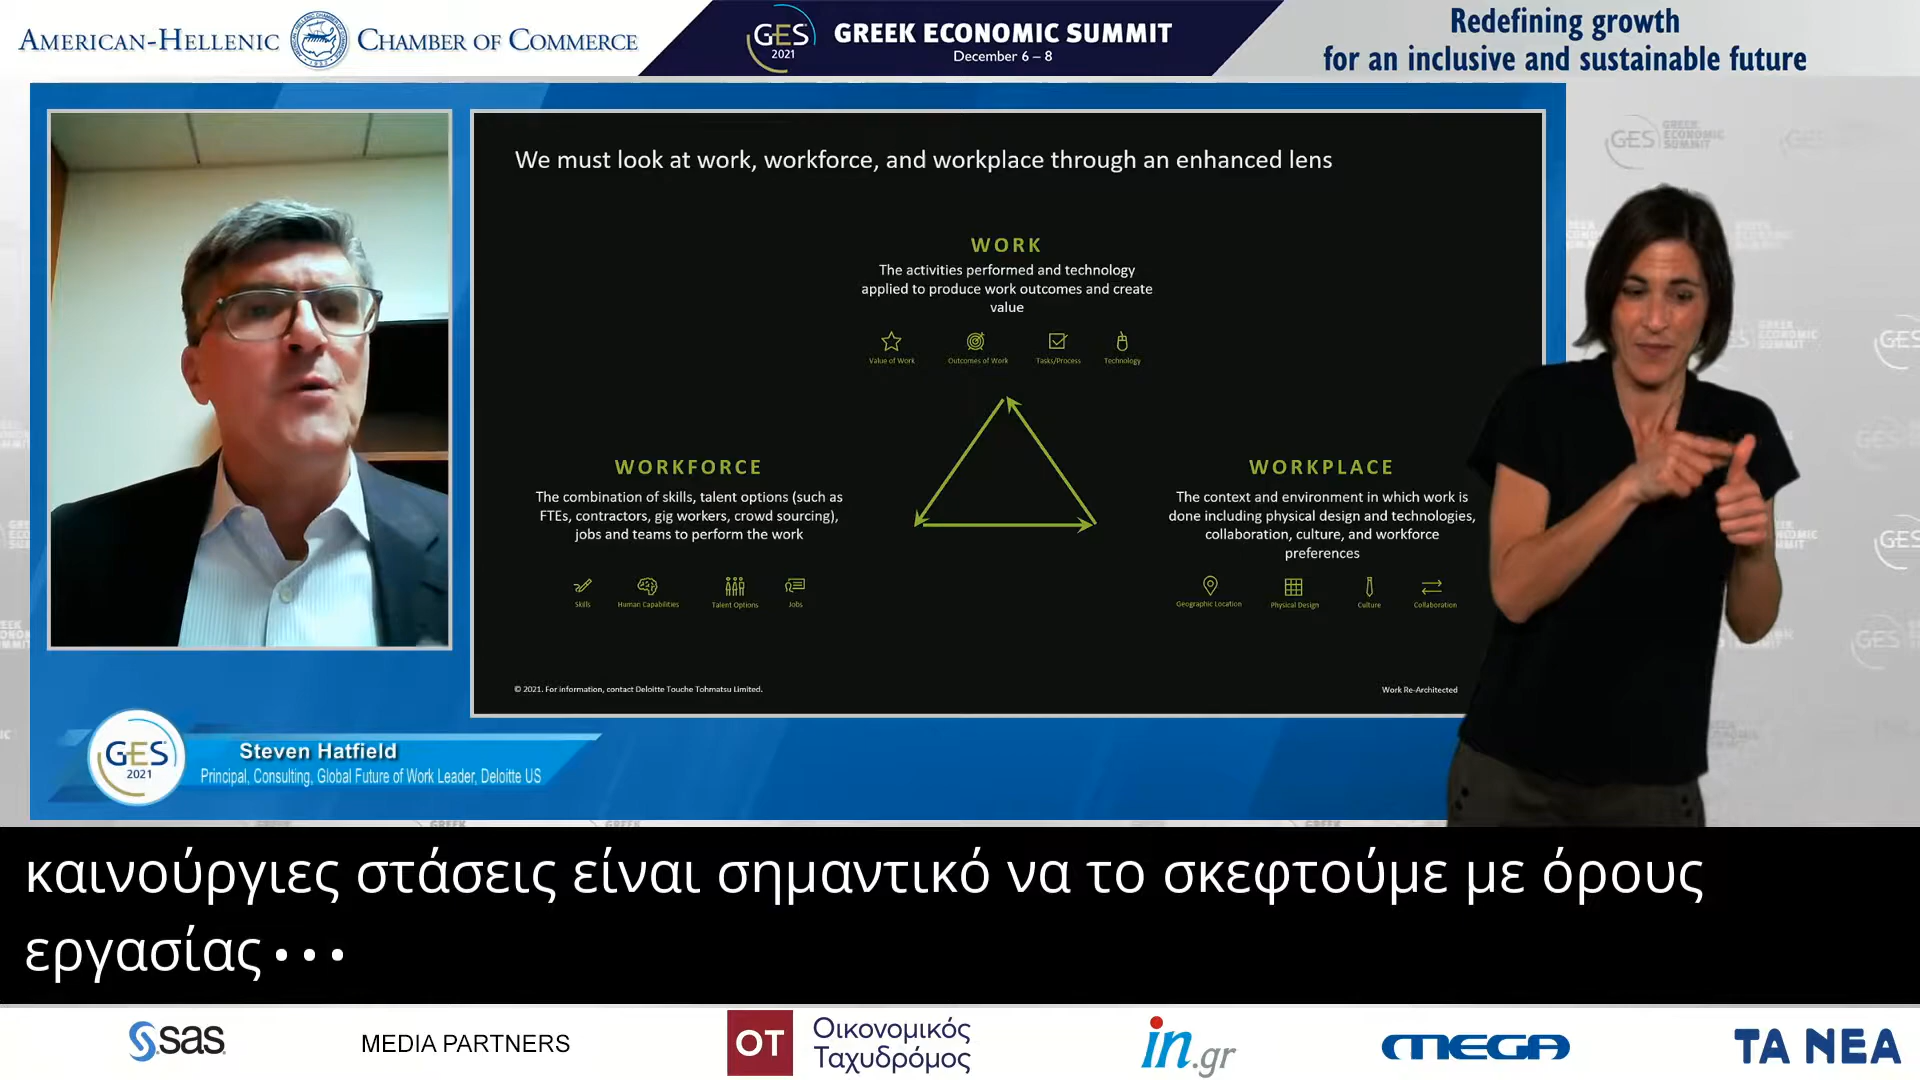 AMERICAN-HELLENIC CHAMBER OF COMMERCE
GES
2021
GREEK ECONOMIC SUMMIT
December 6 – 8
Redefining growth
for an inclusive and sustainable future
We must look at work, workforce, and workplace through an enhanced lens
WORK
The activities performed and technology
applied to produce work outcomes and create
value
Value of Work
Outcomes of Work
Tasks/Process
Technology
WORKFORCE
The combination of skills, talent options (such as
FTEs, contractors, gig workers, crowd sourcing),
jobs and teams to perform the work
Skills
Human Capabilities
Talent Options
Jobs
WORKPLACE
The context and environment in which work is
done including physical design and technologies,
collaboration, culture, and workforce
preferences
Geographic Location
Physical Design
Culture
Collaboration
© 2021. For information, contact Deloitte Touche Tohmatsu Limited.
Work Re-Architected
GES
2021
Steven Hatfield
Principal, Consulting, Global Future of Work Leader, Deloitte US
GES GREEK ECONOMIC SUMMIT
καινούργιες στάσεις είναι σημαντικό να το σκεφτούμε με όρους
εργασίας...
sas
MEDIA PARTNERS
OT
Οικονομικός
Ταχυδρόμος
in.gr
MEGA
ΤΑ ΝΕΑ